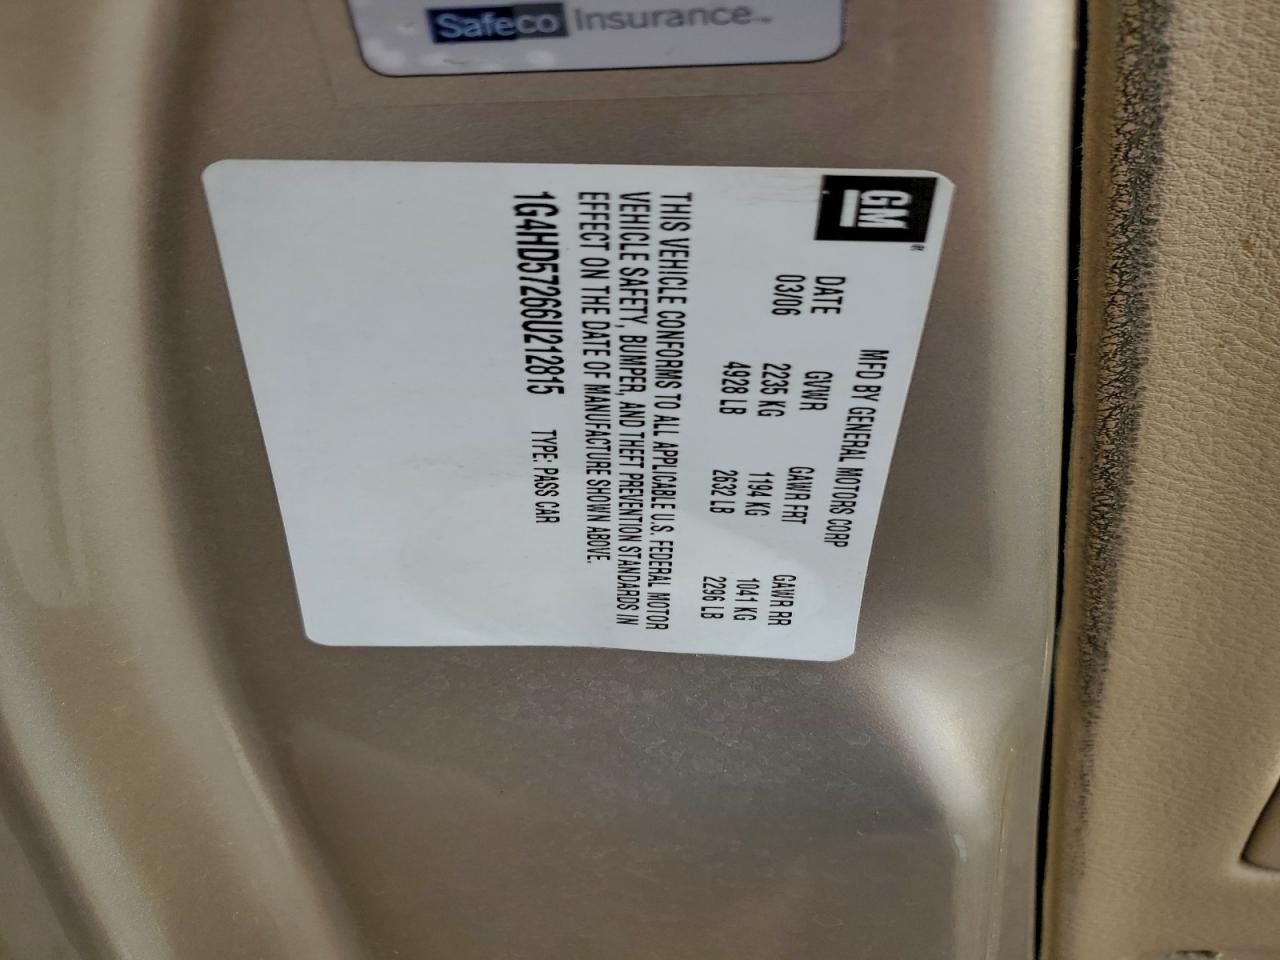 Safeco Insurance™
GM®
MFD BY GENERAL MOTORS CORP
DATE GVWR GAWR FRT GAWR RR
03/06 2235 KG 1194 KG 1041 KG
4928 LB 2632 LB 2296 LB
THIS VEHICLE CONFORMS TO ALL APPLICABLE U.S. FEDERAL MOTOR
VEHICLE SAFETY, BUMPER, AND THEFT PREVENTION STANDARDS IN
EFFECT ON THE DATE OF MANUFACTURE SHOWN ABOVE.
1G4HD57266U212815 TYPE: PASS CAR